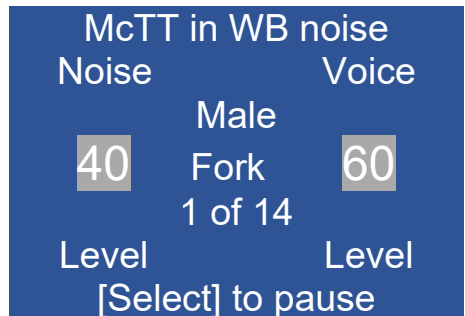 McTT in WB noise
Noise Voice
Male
40 Fork 60
1 of 14
Level Level
[Select] to pause